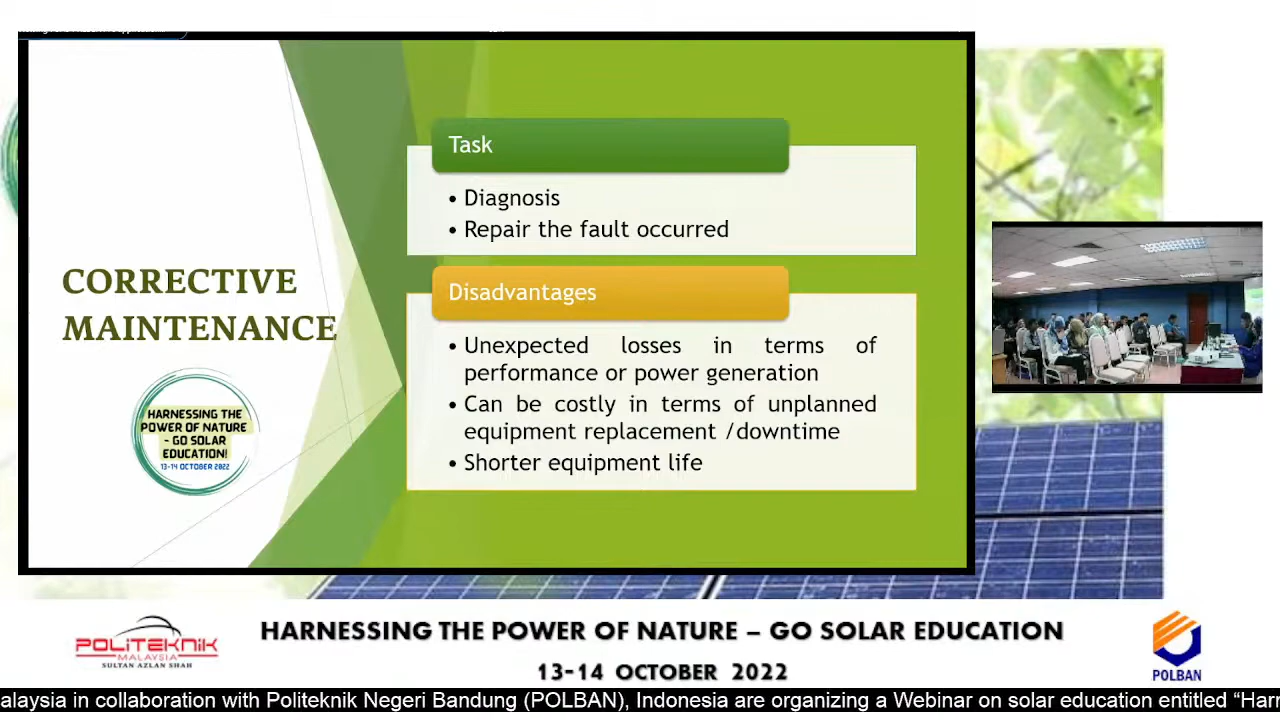 Task
• Diagnosis
• Repair the fault occurred
CORRECTIVE
MAINTENANCE
Disadvantages
• Unexpected losses in terms of
performance or power generation
• Can be costly in terms of unplanned
equipment replacement /downtime
• Shorter equipment life
HARNESSING THE
POWER OF NATURE
- GO SOLAR
EDUCATION!
13-14 OCTOBER 2022
POLITEKNIK
MALAYSIA
SULTAN AZLAN SHAH
HARNESSING THE POWER OF NATURE – GO SOLAR EDUCATION
13-14 OCTOBER 2022
POLBAN
alaysia in collaboration with Politeknik Negeri Bandung (POLBAN), Indonesia are organizing a Webinar on solar education entitled “Harr